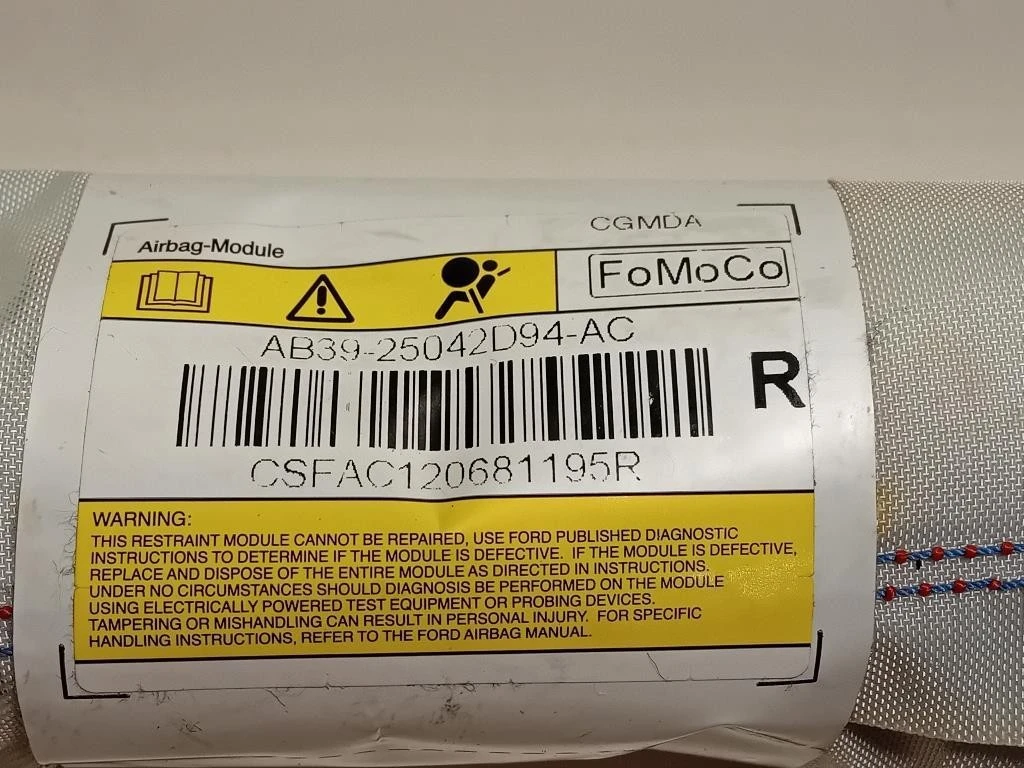 CGMDA
Airbag-Module
FoMoCo
AB39-25042D94-AC
R
CSFAC120681195R
WARNING:
THIS RESTRAINT MODULE CANNOT BE REPAIRED, USE FORD PUBLISHED DIAGNOSTIC
INSTRUCTIONS TO DETERMINE IF THE MODULE IS DEFECTIVE. IF THE MODULE IS DEFECTIVE,
REPLACE AND DISPOSE OF THE ENTIRE MODULE AS DIRECTED IN INSTRUCTIONS.
UNDER NO CIRCUMSTANCES SHOULD DIAGNOSIS BE PERFORMED ON THE MODULE
USING ELECTRICALLY POWERED TEST EQUIPMENT OR PROBING DEVICES.
TAMPERING OR MISHANDLING CAN RESULT IN PERSONAL INJURY. FOR SPECIFIC
HANDLING INSTRUCTIONS, REFER TO THE FORD AIRBAG MANUAL.